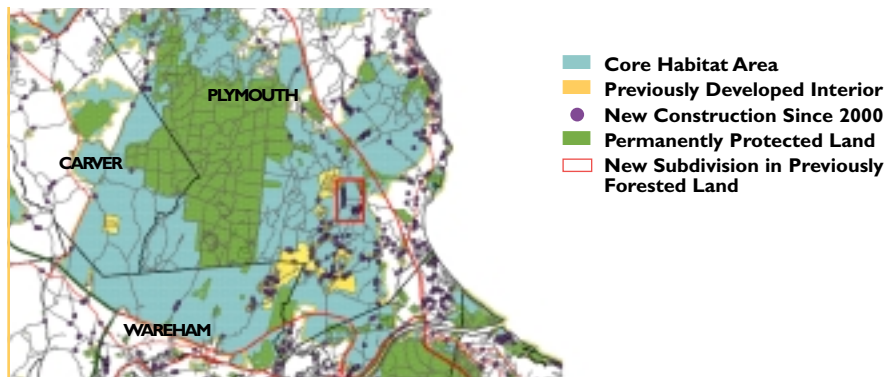 PLYMOUTH
CARVER
WAREHAM
Core Habitat Area
Previously Developed Interior
New Construction Since 2000
Permanently Protected Land
New Subdivision in Previously
Forested Land